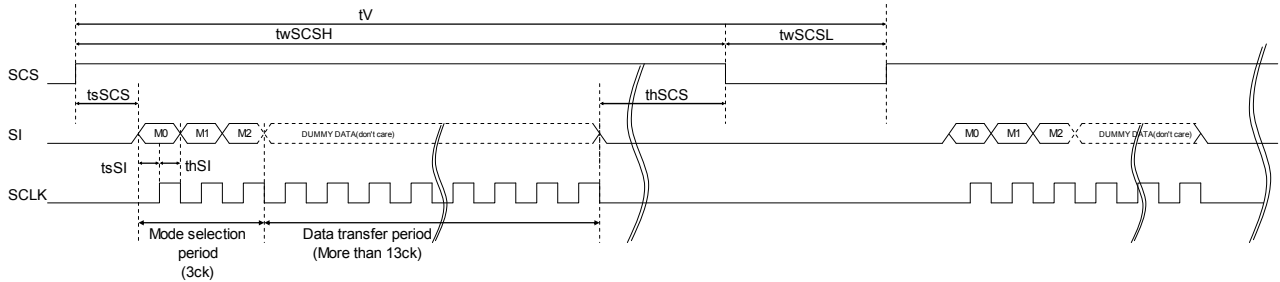 tV
twSCSH
twSCSL
SCS
tsSCS
thSCS
SI
M0
M1
M2
DUMMY DATA(don't care)
M0
M1
M2
DUMMY DATA(don't care)
tsSI
thSI
SCLK
Mode selection
period
(3ck)
Data transfer period
(More than 13ck)